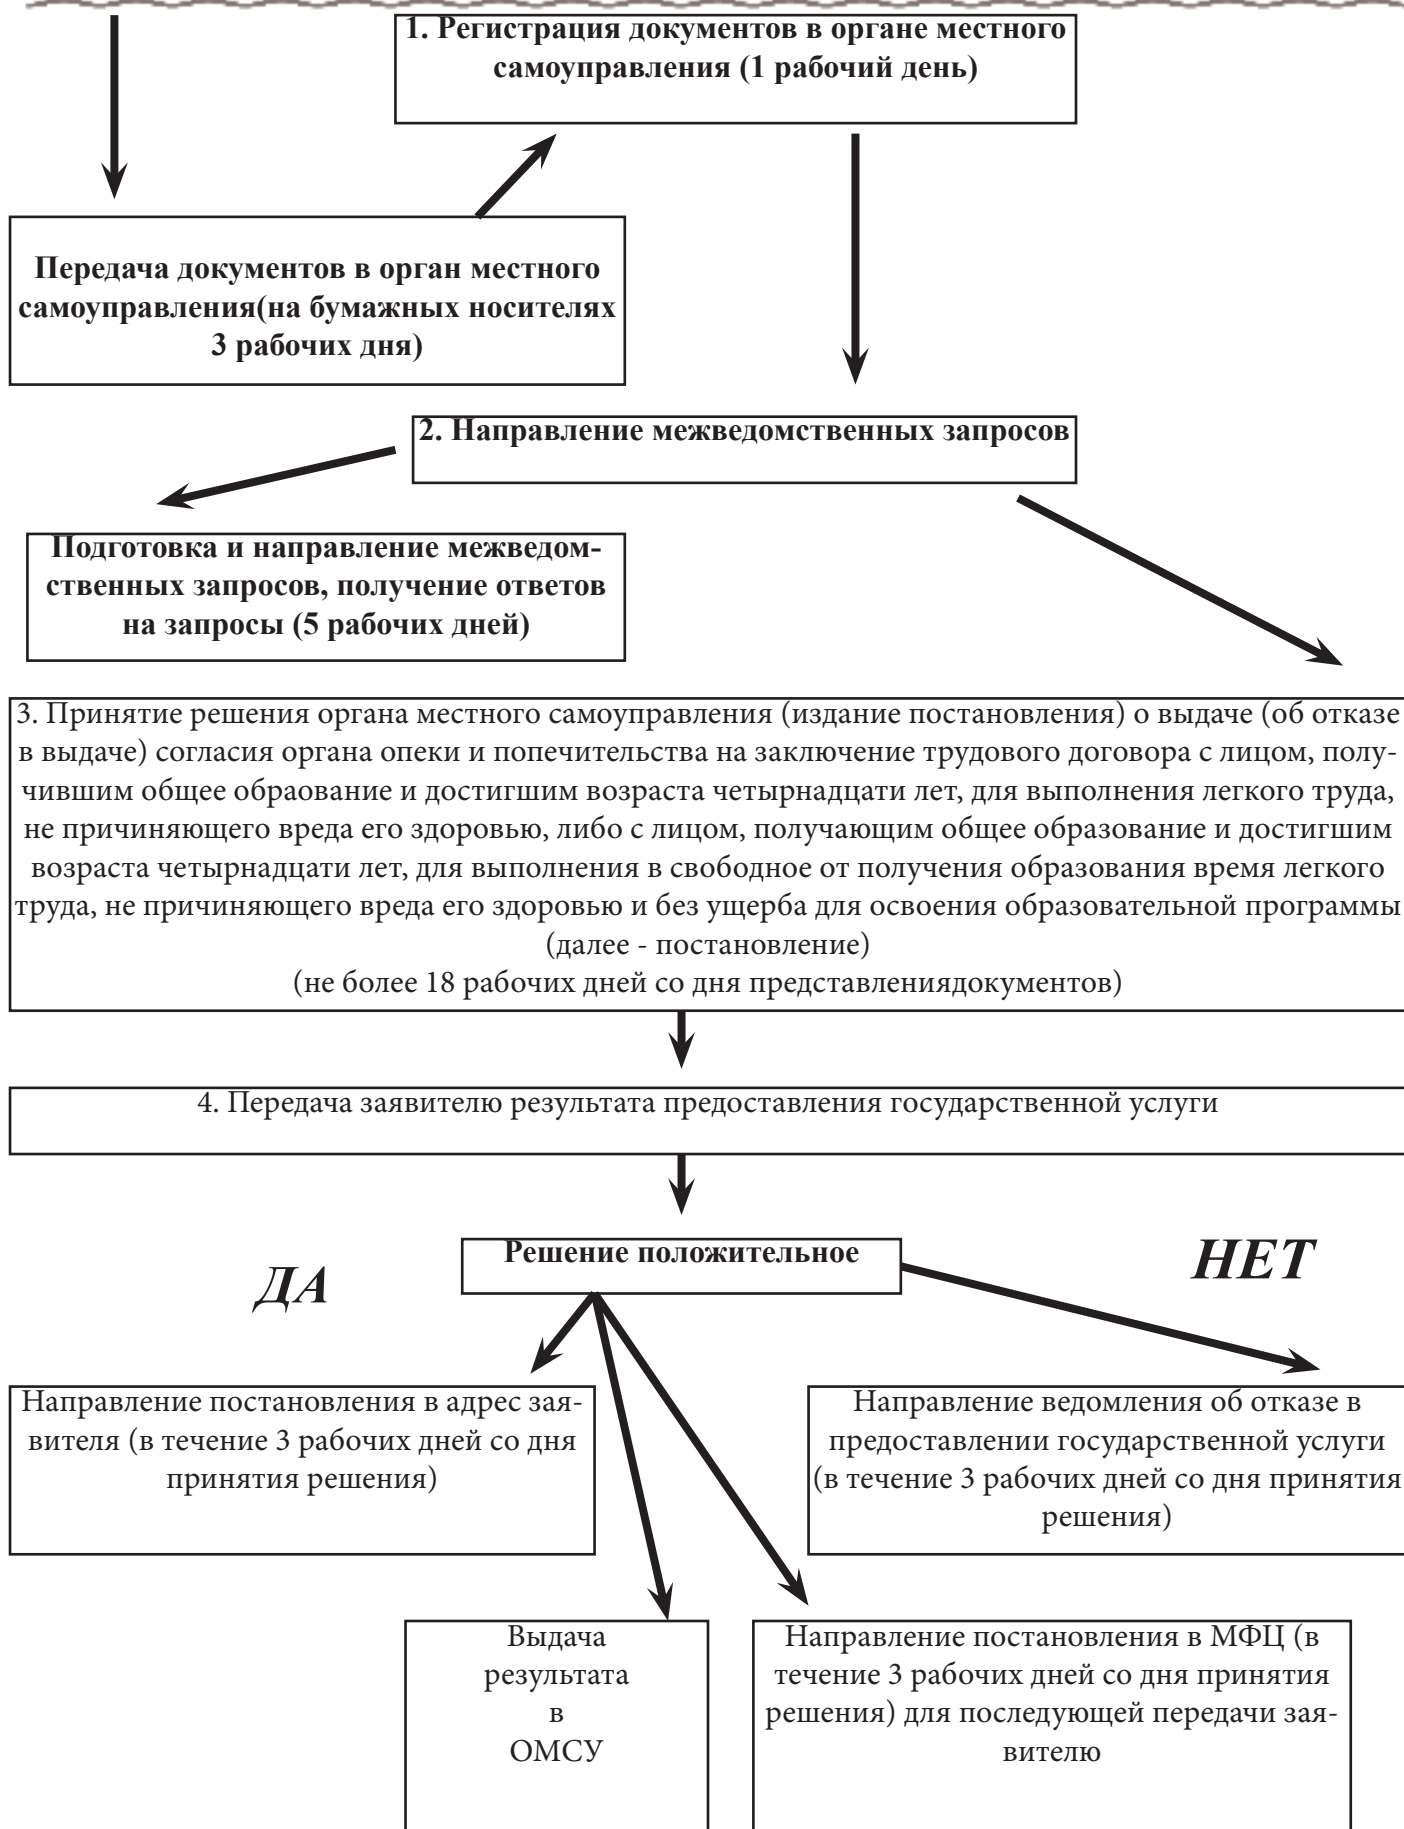 1. Регистрация документов в органе местного
самоуправления (1 рабочий день)
Передача документов в орган местного
самоуправления(на бумажных носителях
3 рабочих дня)
2. Направление межведомственных запросов
Подготовка и направление межведом-
ственных запросов, получение ответов
на запросы (5 рабочих дней)
3. Принятие решения органа местного самоуправления (издание постановления) о выдаче (об отказе
в выдаче) согласия органа опеки и попечительства на заключение трудового договора с лицом, полу-
чившим общее обраование и достигшим возраста четырнадцати лет, для выполнения легкого труда,
не причиняющего вреда его здоровью, либо с лицом, получающим общее образование и достигшим
возраста четырнадцати лет, для выполнения в свободное от получения образования время легкого
труда, не причиняющего вреда его здоровью и без ущерба для освоения образовательной программы
(далее - постановление)
(не более 18 рабочих дней со дня представлениядокументов)
4. Передача заявителю результата предоставления государственной услуги
Решение положительное
НЕТ
ДА
Направление постановления в адрес зая-
вителя (в течение 3 рабочих дней со дня
принятия решения)
Направление ведомления об отказе в
предоставлении государственной услуги
(в течение 3 рабочих дней со дня принятия
решения)
Выдача
результата
в
ОМСУ
Направление постановления в МФЦ (в
течение 3 рабочих дней со дня принятия
решения) для последующей передачи зая-
вителю